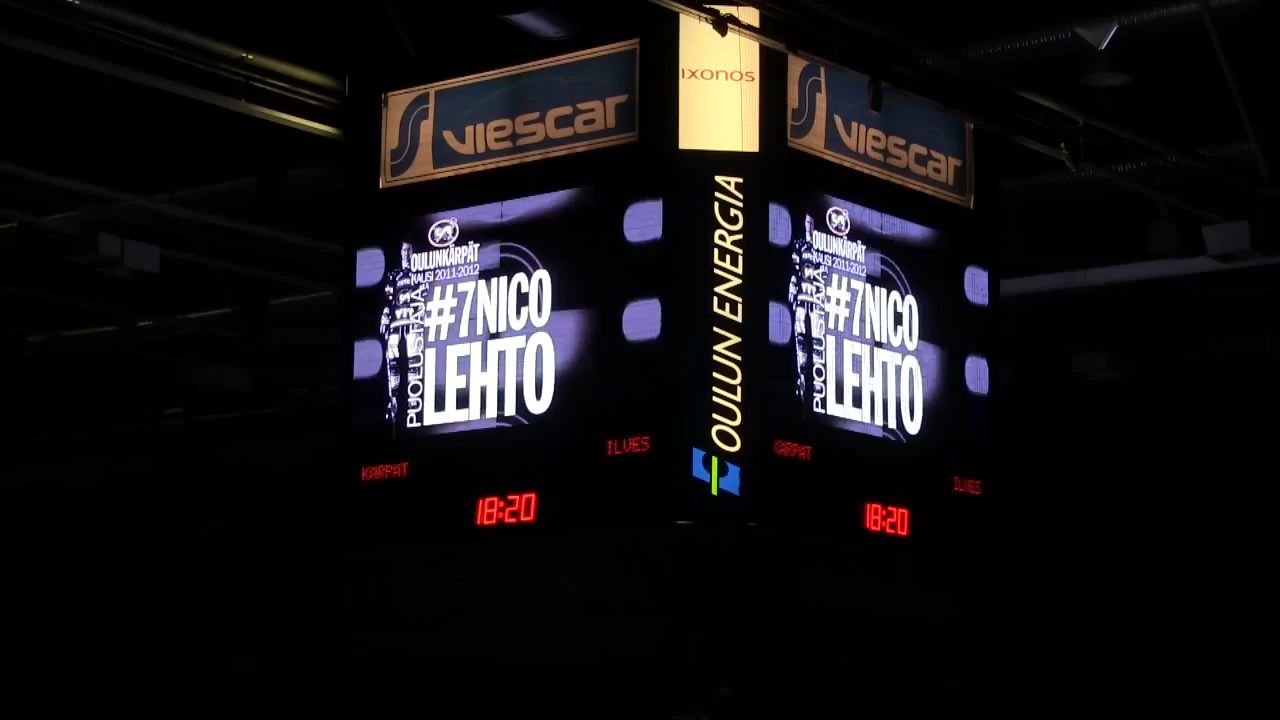 VIESCAR
OULUNKÄRPÄT
KAUSI 2011-2012
#7NICO
LEHTO
PUOLUSTAJA
KÄRPÄT
ILVES
18:20
IXONOS
OULUN ENERGIA
VIESCAR
OULUNKÄRPÄT
KAUSI 2011-2012
#7NICO
LEHTO
PUOLUSTAJA
KÄRPÄT
ILVES
18:20